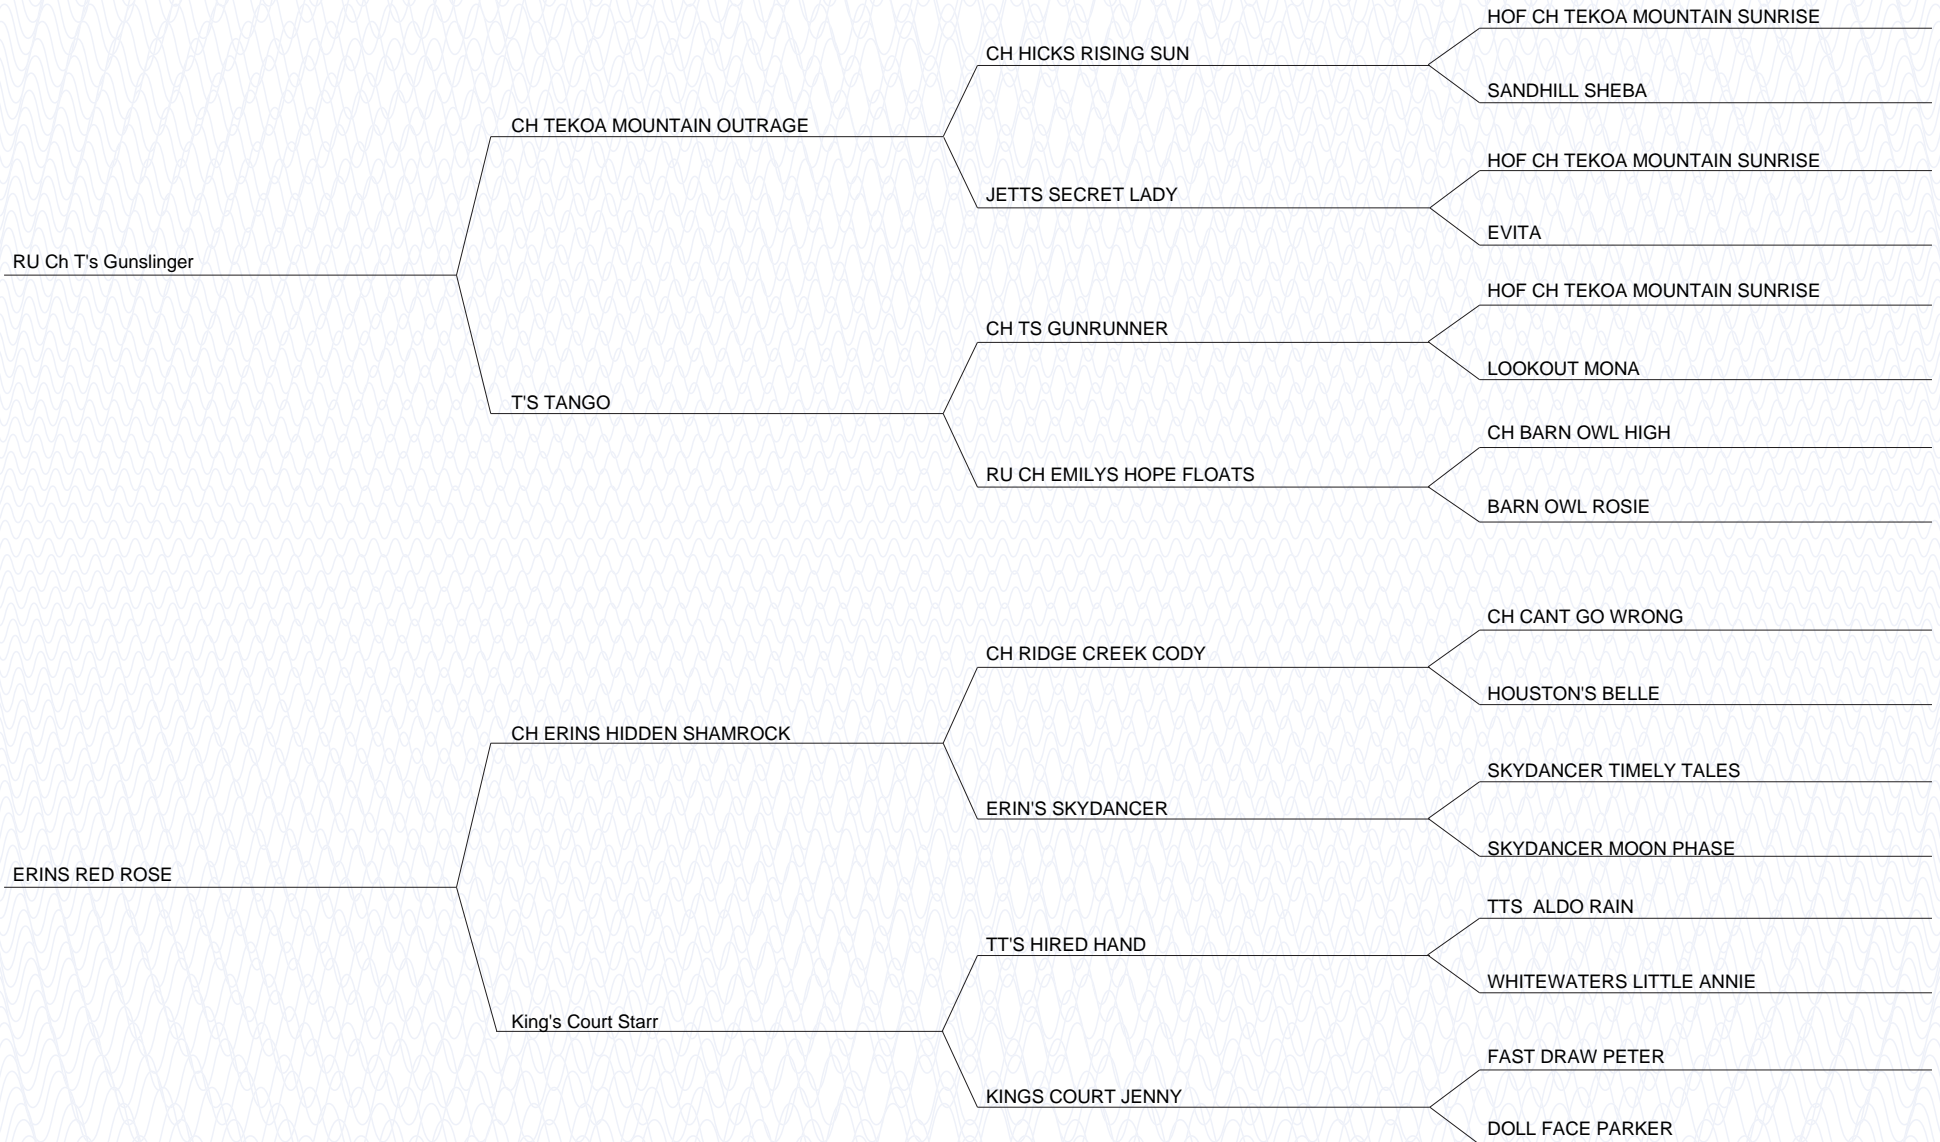 HOF CH TEKOA MOUNTAIN SUNRISE
CH HICKS RISING SUN
SANDHILL SHEBA
CH TEKOA MOUNTAIN OUTRAGE
HOF CH TEKOA MOUNTAIN SUNRISE
JETTS SECRET LADY
EVITA
RU Ch T's Gunslinger
HOF CH TEKOA MOUNTAIN SUNRISE
CH TS GUNRUNNER
LOOKOUT MONA
T'S TANGO
CH BARN OWL HIGH
RU CH EMILYS HOPE FLOATS
BARN OWL ROSIE
CH CANT GO WRONG
CH RIDGE CREEK CODY
HOUSTON'S BELLE
CH ERINS HIDDEN SHAMROCK
SKYDANCER TIMELY TALES
ERIN'S SKYDANCER
SKYDANCER MOON PHASE
ERINS RED ROSE
TTS  ALDO RAIN
TT'S HIRED HAND
WHITEWATERS LITTLE ANNIE
King's Court Starr
FAST DRAW PETER
KINGS COURT JENNY
DOLL FACE PARKER